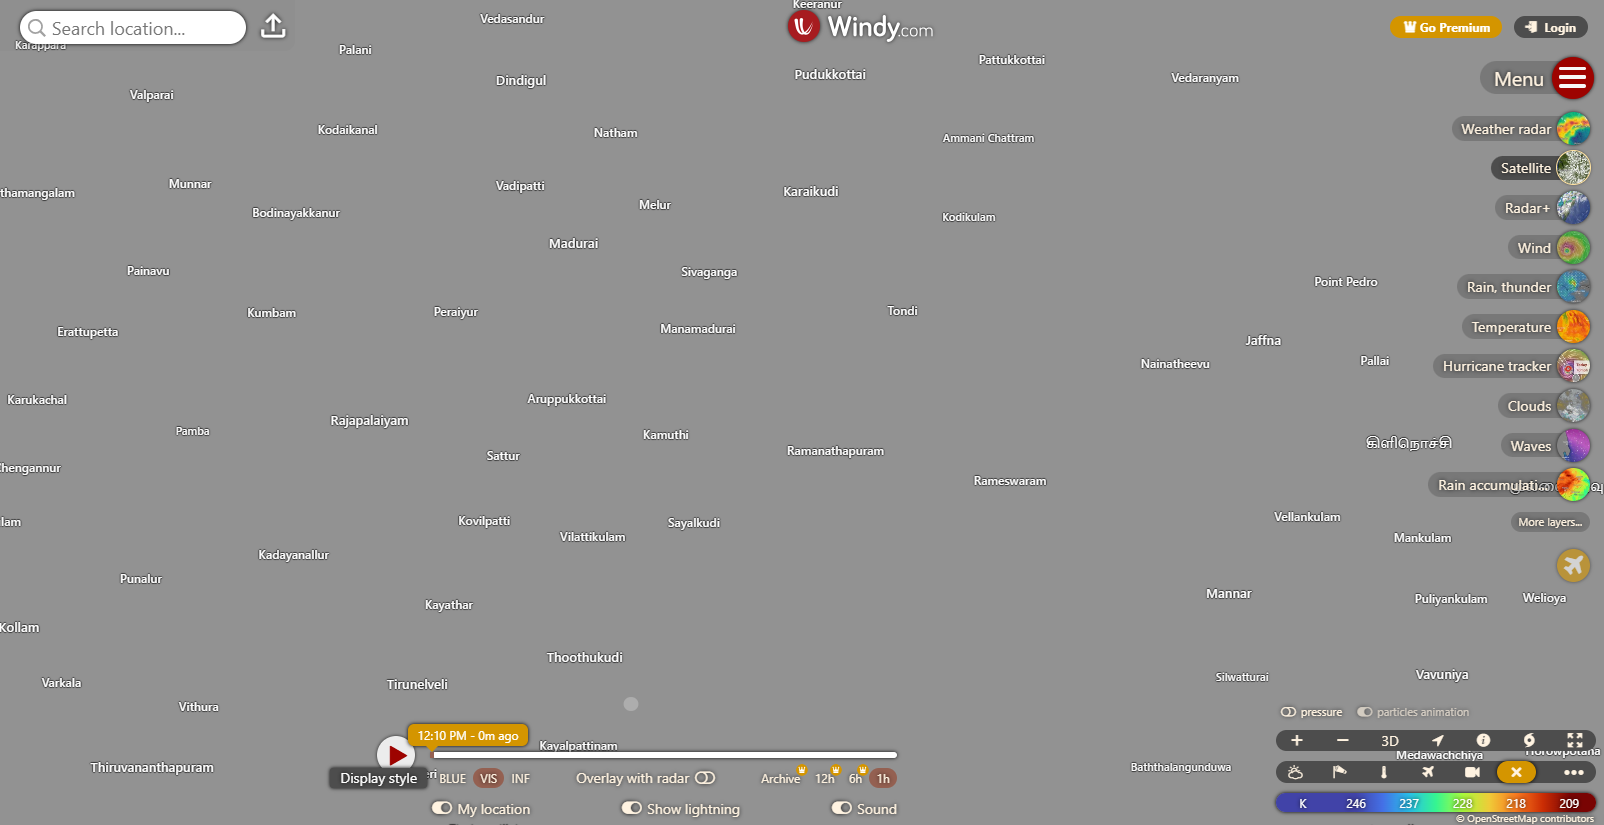 Search location...
Keeranur
Vedasandur
Windy.com
Go Premium
Login
Karappara
Palani
Pattukkottai
Dindigul
Pudukkottai
Vedaranyam
Menu
Valparai
Kodaikanal
Natham
Ammani Chattram
Weather radar
Satellite
thamangalam
Munnar
Vadipatti
Karaikudi
Bodinayakkanur
Melur
Kodikulam
Radar+
Madurai
Wind
Painavu
Sivaganga
Point Pedro
Rain, thunder
Kumbam
Peraiyur
Tondi
Erattupetta
Manamadurai
Temperature
Jaffna
Nainatheevu
Pallai
Hurricane tracker
Karukachal
Aruppukkottai
Clouds
Pamba
Rajapalaiyam
Kamuthi
கிளிநொச்சி
Waves
Chengannur
Sattur
Ramanathapuram
Rameswaram
Rain accumulati...
lam
Kovilpatti
Sayalkudi
Vellankulam
More layers...
Vilattikulam
Mankulam
Kadayanallur
Punalur
Kayathar
Mannar
Puliyankulam
Welioya
Kollam
Thoothukudi
Varkala
Tirunelveli
Silwatturai
Vavuniya
Vithura
pressure
particles animation
12:10 PM - 0m ago
Kayalpattinam
3D
Medawachchiya
Horowpotana
Thiruvananthapuram
Baththalangunduwa
Display style
eri
BLUE
VIS
INF
Overlay with radar
Archive
12h
6h
1h
My location
Show lightning
Sound
K 246 237 228 218 209
© OpenStreetMap contributors